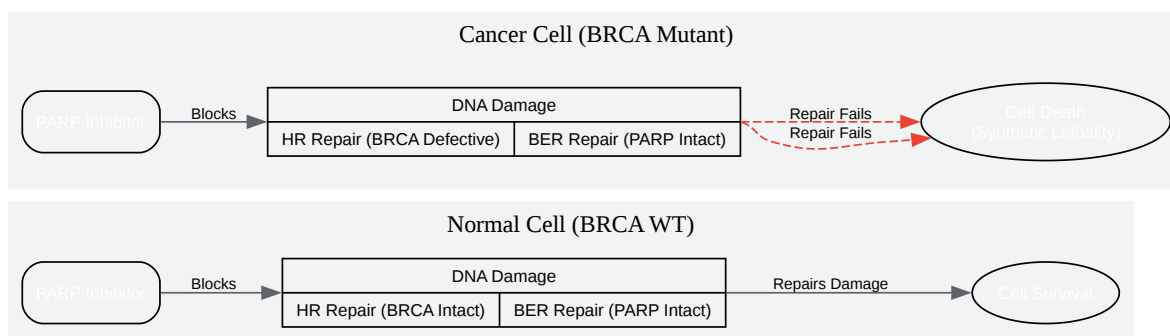 Cancer Cell (BRCA Mutant)
PARP Inhibitor
Blocks
DNA Damage
HR Repair (BRCA Defective)
BER Repair (PARP Intact)
Repair Fails
Repair Fails
Cell Death
(Synthetic Lethality)
Normal Cell (BRCA WT)
PARP Inhibitor
Blocks
DNA Damage
HR Repair (BRCA Intact)
BER Repair (PARP Intact)
Repairs Damage
Cell Survival